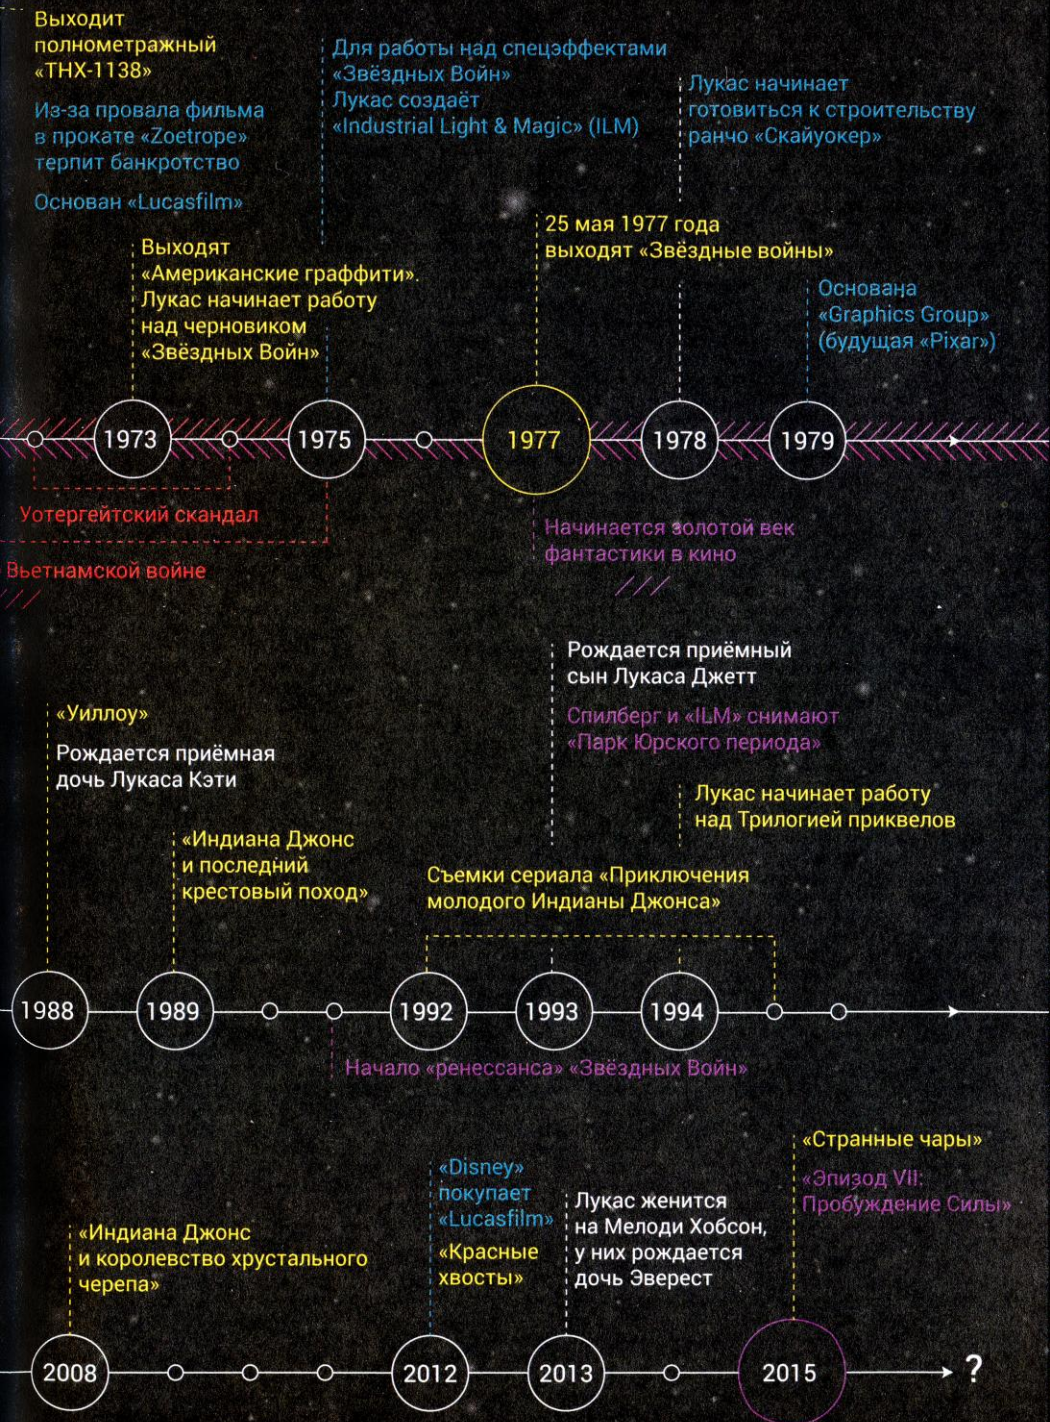 Выходит
полнометражный
«THX-1138»
Из-за провала фильма
в прокате «Zoetrope»
терпит банкротство
Основан «Lucasfilm»
Для работы над спецэффектами
«Звёздных Войн»
Лукас создаёт
«Industrial Light & Magic» (ILM)
Лукас начинает
готовиться к строительству
ранчо «Скайуокер»
Выходят
«Американские граффити».
Лукас начинает работу
над черновиком
«Звёздных Войн»
25 мая 1977 года
выходят «Звёздные войны»
Основана
«Graphics Group»
(будущая «Pixar»)
1973
1975
1977
1978
1979
Уотергейтский скандал
Вьетнамской войне
Начинается золотой век
фантастики в кино
«Уиллоу»
Рождается приёмная
дочь Лукаса Кэти
«Индиана Джонс
и последний
крестовый поход»
Рождается приёмный
сын Лукаса Джетт
Спилберг и «ILM» снимают
«Парк Юрского периода»
Лукас начинает работу
над Трилогией приквелов
Съемки сериала «Приключения
молодого Индианы Джонса»
1988
1989
1992
1993
1994
Начало «ренессанса» «Звёздных Войн»
«Индиана Джонс
и королевство хрустального
черепа»
«Disney»
покупает
«Lucasfilm»
«Красные
хвосты»
Лукас женится
на Мелоди Хобсон,
у них рождается
дочь Эверест
«Странные чары»
«Эпизод VII:
Пробуждение Силы»
2008
2012
2013
2015
?